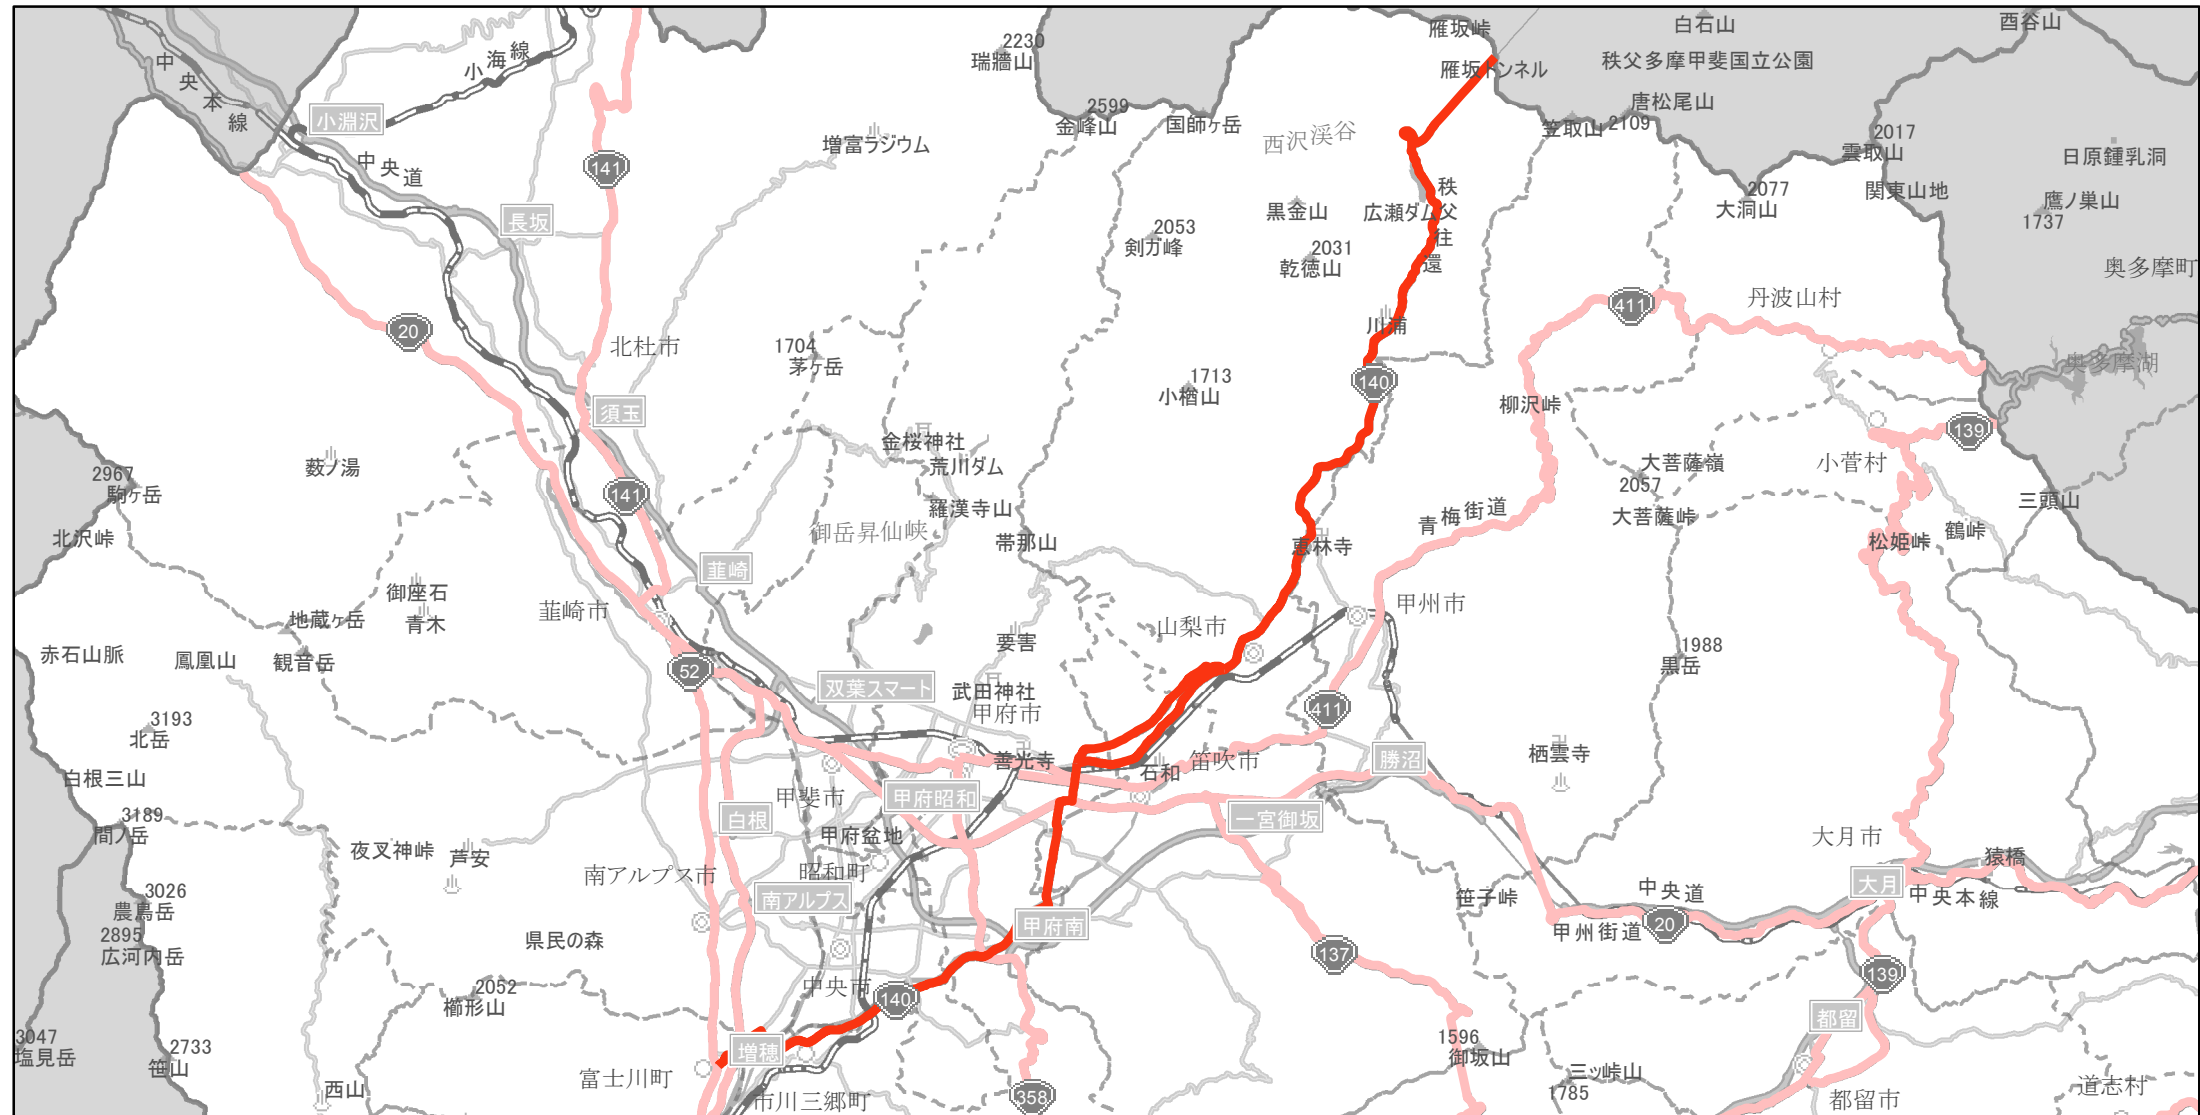 雁坂峠
白石山
酉谷山
小海線
2230
瑞牆山
中央本線
雁坂トンネル
秩父多摩甲斐国立公園
小淵沢
2599
金峰山
国師ヶ岳
唐松尾山
笠取山
2109
2017
雲取山
増富ラジウム
西沢渓谷
日原鍾乳洞
中央道
141
秩父往還
2077
大洞山
関東山地
鷹ノ巣山
1737
長坂
黒金山
広瀬ダム
2053
剣カ峰
2031
乾徳山
奥多摩町
丹波山村
411
20
川浦
北杜市
1704
茅ヶ岳
奥多摩湖
1713
小楢山
140
須玉
柳沢峠
139
金桜神社
荒川ダム
薮ノ湯
大菩薩嶺
2057
小菅村
2967
駒ヶ岳
141
羅漢寺山
青梅街道
大菩薩峠
三頭山
北沢峠
御岳昇仙峡
帯那山
恵林寺
松姫峠
鶴峠
韮崎
御座石
青木
韮崎市
甲州市
地蔵ヶ岳
山梨市
要害
赤石山脈
鳳凰山
観音岳
1988
黒岳
52
双葉スマート
武田神社
甲府市
411
3193
北岳
善光寺
石和
笛吹市
勝沼
栖雲寺
白根三山
甲斐市
甲府昭和
3189
間ノ岳
白根
甲府盆地
一宮御坂
大月市
夜叉神峠
芦安
南アルプス市
昭和町
猿橋
3026
農鳥岳
南アルプス
笹子峠
中央道
大月
中央本線
2895
広河内岳
県民の森
甲府南
甲州街道
20
137
139
2052
櫛形山
中央市
140
都留
3047
塩見岳
2733
笹山
増穂
1596
御坂山
富士川町
三ッ峠山
1785
西山
市川三郷町
358
都留市
道志村